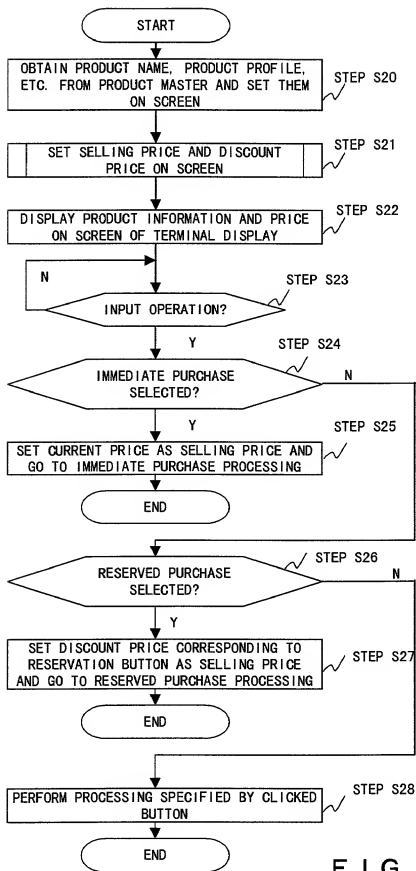 START
OBTAIN PRODUCT NAME, PRODUCT PROFILE,
ETC. FROM PRODUCT MASTER AND SET THEM
ON SCREEN
STEP S20
SET SELLING PRICE AND DISCOUNT
PRICE ON SCREEN
STEP S21
DISPLAY PRODUCT INFORMATION AND PRICE
ON SCREEN OF TERMINAL DISPLAY
STEP S22
N
INPUT OPERATION?
STEP S23
Y
STEP S24
IMMEDIATE PURCHASE
SELECTED?
N
Y
SET CURRENT PRICE AS SELLING PRICE AND
GO TO IMMEDIATE PURCHASE PROCESSING
STEP S25
END
RESERVED PURCHASE
SELECTED?
STEP S26
N
Y
SET DISCOUNT PRICE CORRESPONDING TO
RESERVATION BUTTON AS SELLING PRICE
AND GO TO RESERVED PURCHASE PROCESSING
STEP S27
END
PERFORM PROCESSING SPECIFIED BY CLICKED
BUTTON
STEP S28
END
FIG